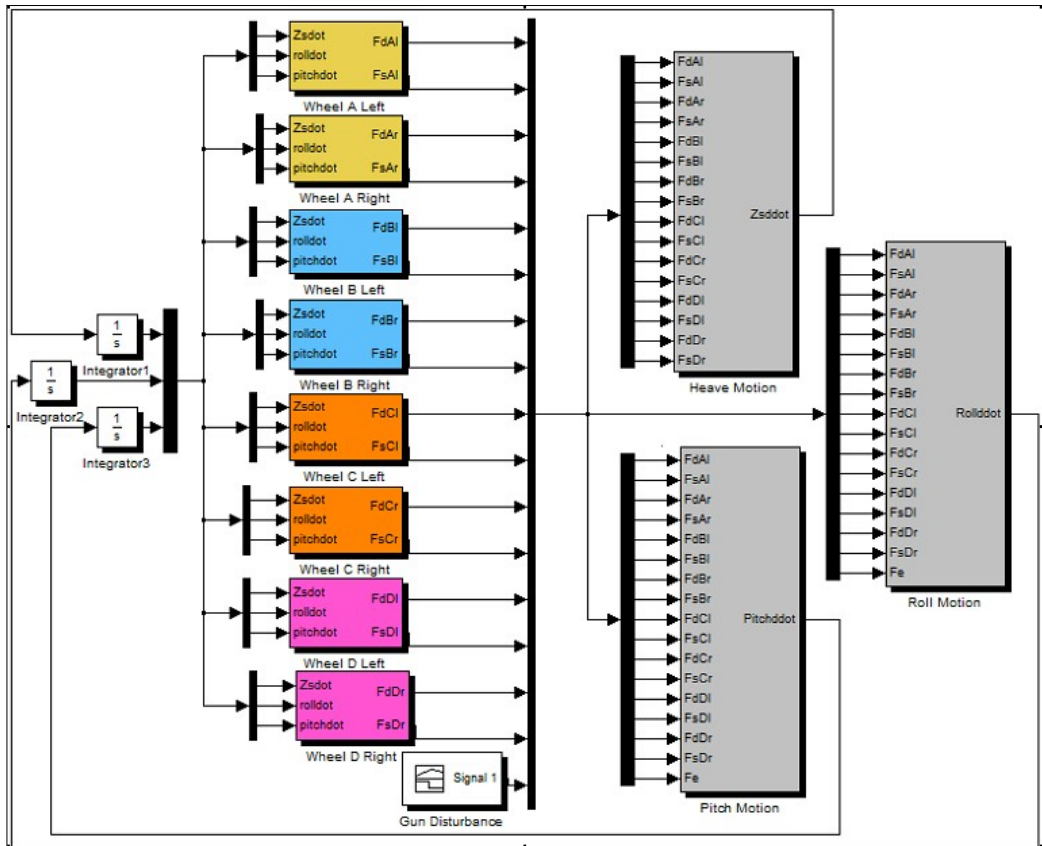 Zsdot
rolldot
pitchdot
FdAl
FsAl
Wheel A Left
Zsdot
rolldot
pitchdot
FdAr
FsAr
Wheel A Right
Zsdot
rolldot
pitchdot
FdBl
FsBl
Wheel B Left
Zsdot
rolldot
pitchdot
FdBr
FsBr
Wheel B Right
Zsdot
rolldot
pitchdot
FdCl
FsCl
Wheel C Left
Zsdot
rolldot
pitchdot
FdCr
FsCr
Wheel C Right
Zsdot
rolldot
pitchdot
FdDl
FsDl
Wheel D Left
Zsdot
rolldot
pitchdot
FdDr
FsDr
Wheel D Right
Signal 1
Gun Disturbance
1
s
Integrator1
1
s
Integrator2
1
s
Integrator3
FdAl
FsAl
FdAr
FsAr
FdBl
FsBl
FdBr
FsBr
FdCl
FsCl
FdCr
FsCr
FdDl
FsDl
FdDr
FsDr
Zsddot
Heave Motion
FdAl
FsAl
FdAr
FsAr
FdBl
FsBl
FdBr
FsBr
FdCl
FsCl
FdCr
FsCr
FdDl
FsDl
FdDr
FsDr
Fe
Pitchddot
Pitch Motion
FdAl
FsAl
FdAr
FsAr
FdBl
FsBl
FdBr
FsBr
FdCl
FsCl
FdCr
FsCr
FdDl
FsDl
FdDr
FsDr
Fe
Rollddot
Roll Motion